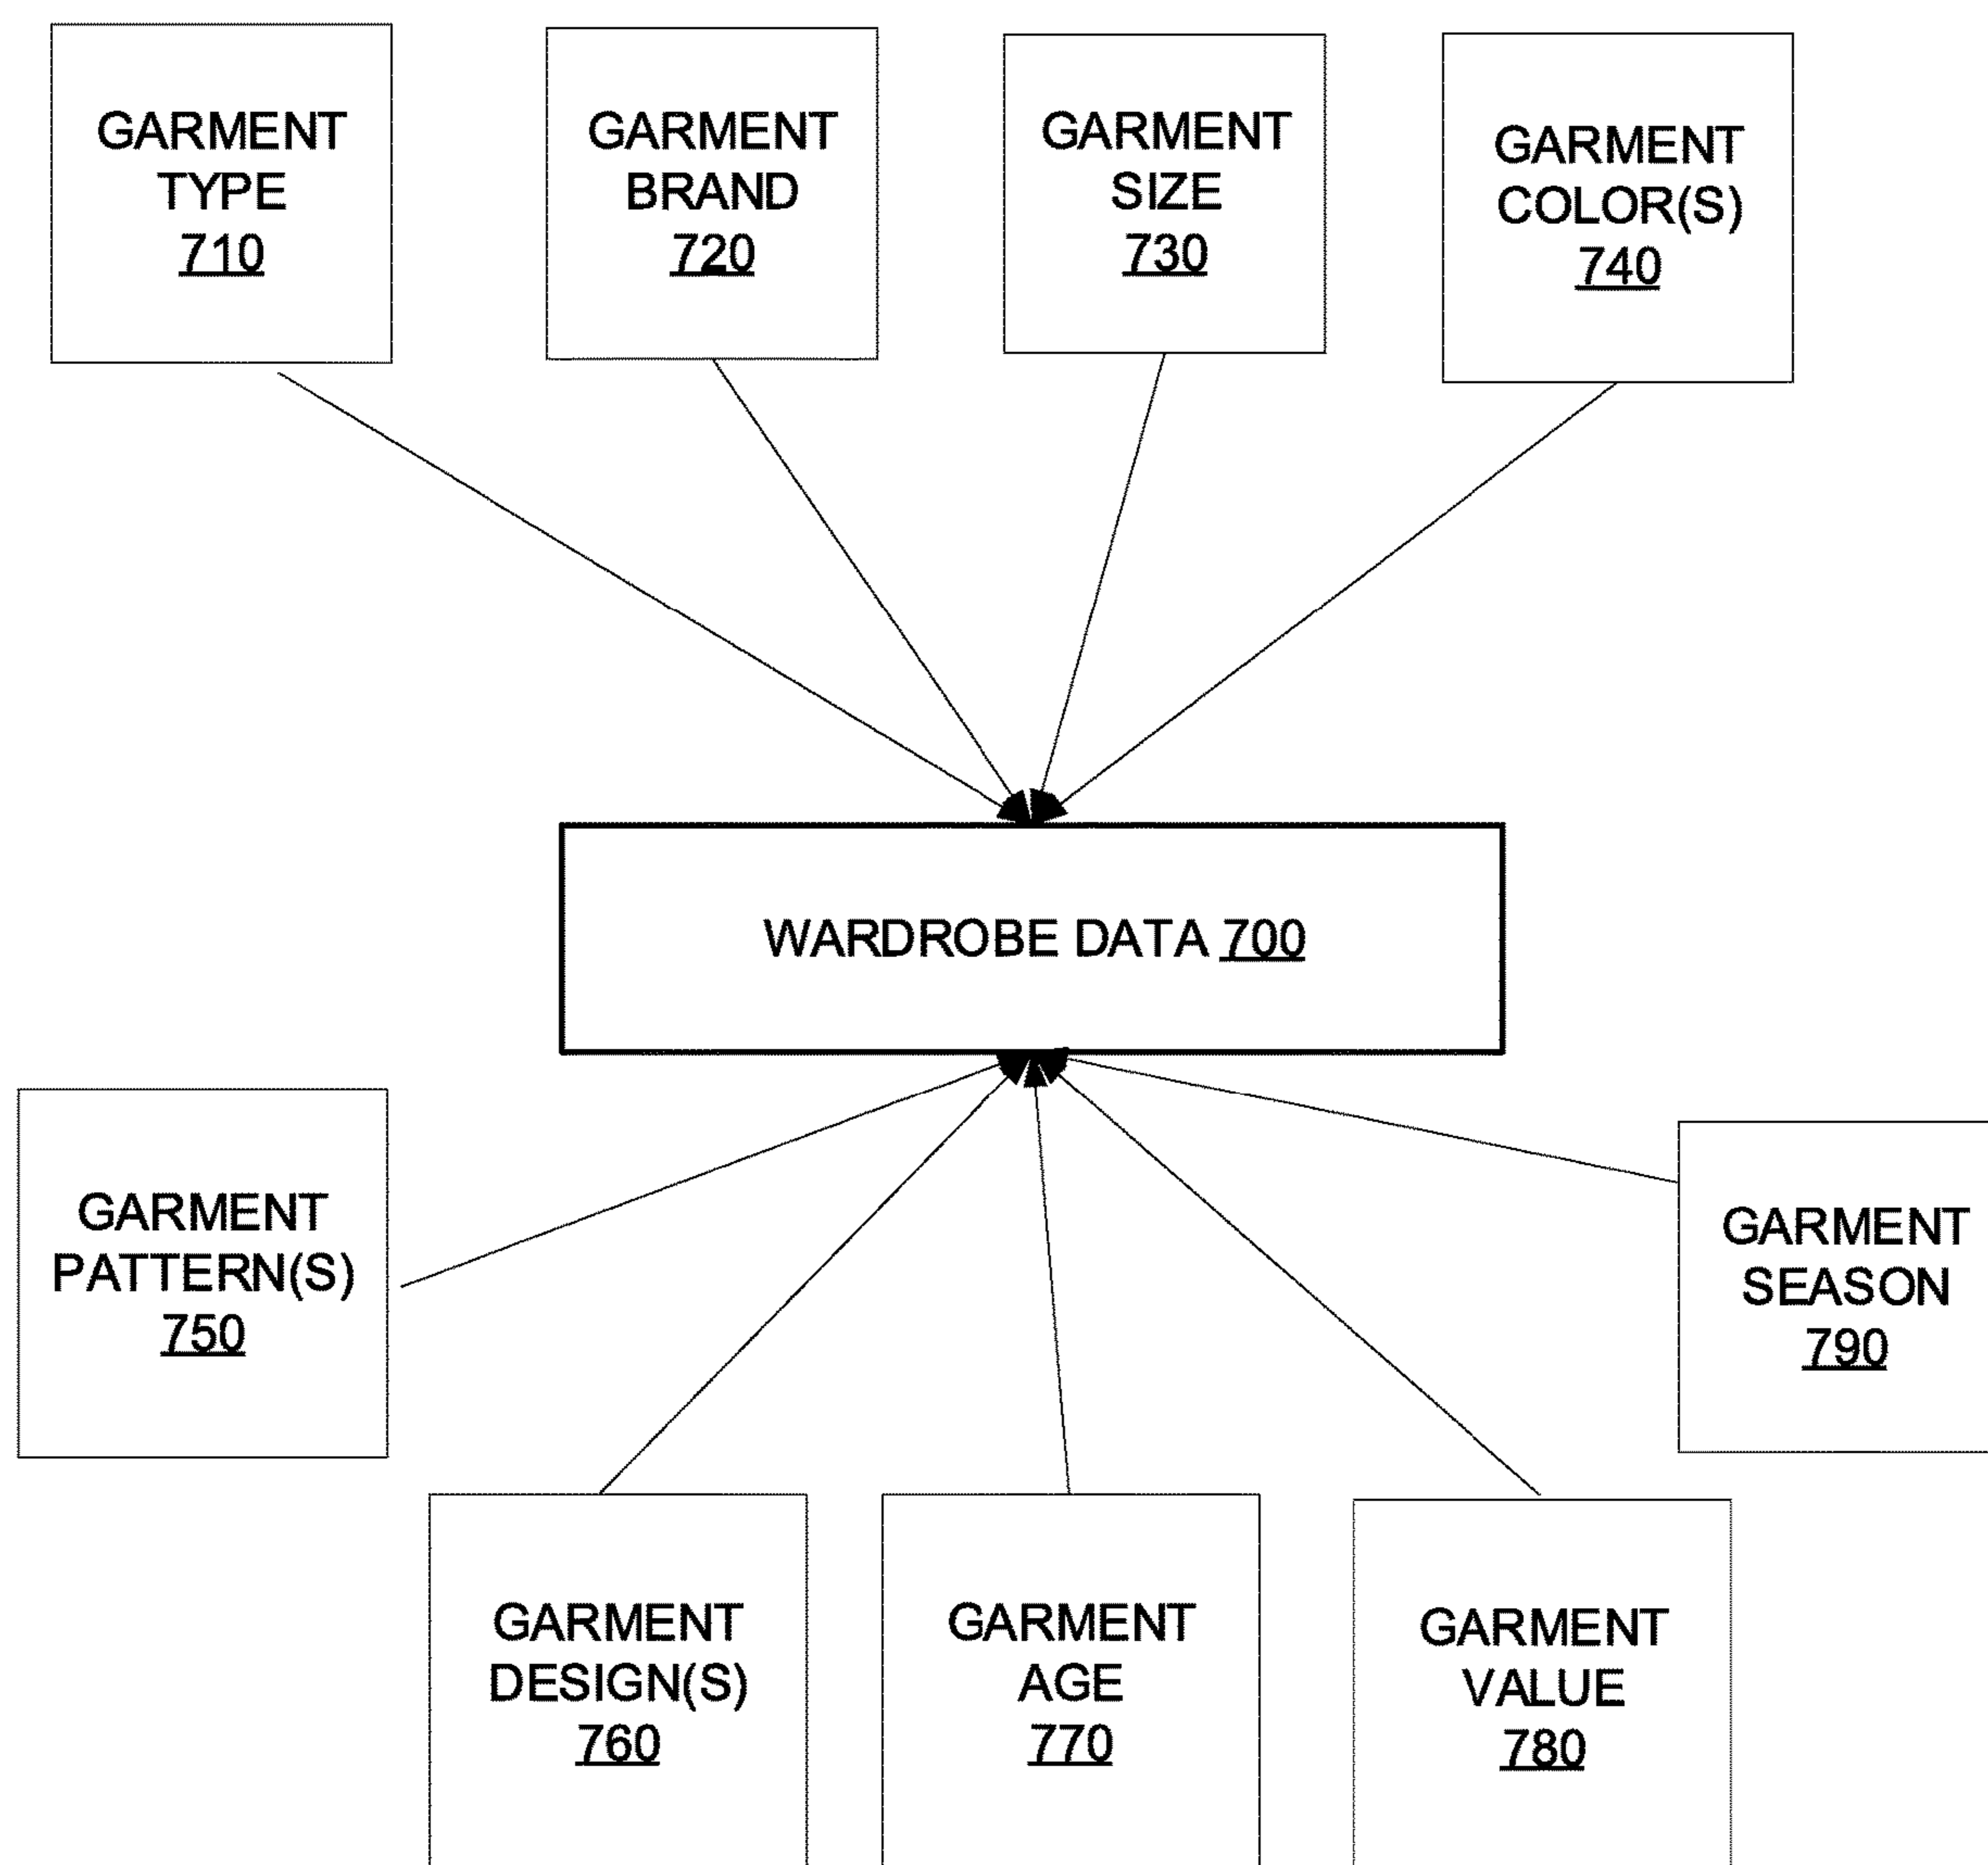 GARMENT
TYPE
710
GARMENT
BRAND
720
GARMENT
SIZE
730
GARMENT
COLOR(S)
740
WARDROBE DATA 700
GARMENT
PATTERN(S)
750
GARMENT
SEASON
790
GARMENT
DESIGN(S)
760
GARMENT
AGE
770
GARMENT
VALUE
780